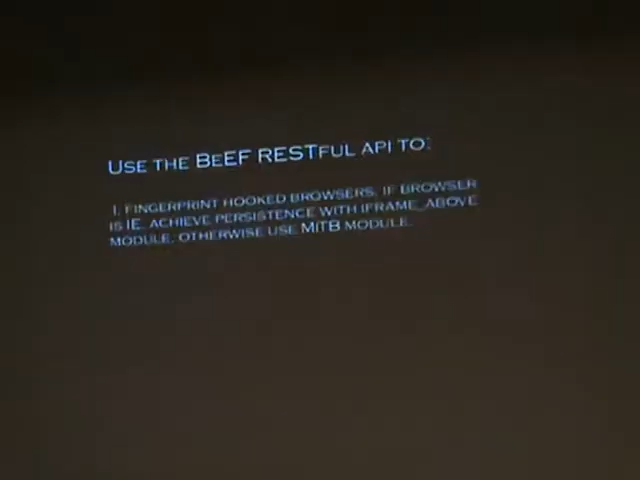 USE THE BEEF RESTFUL API TO:
1. FINGERPRINT HOOKED BROWSERS. IF BROWSER
IS IE, ACHIEVE PERSISTENCE WITH IFRAME_ABOVE
MODULE, OTHERWISE USE MITB MODULE.